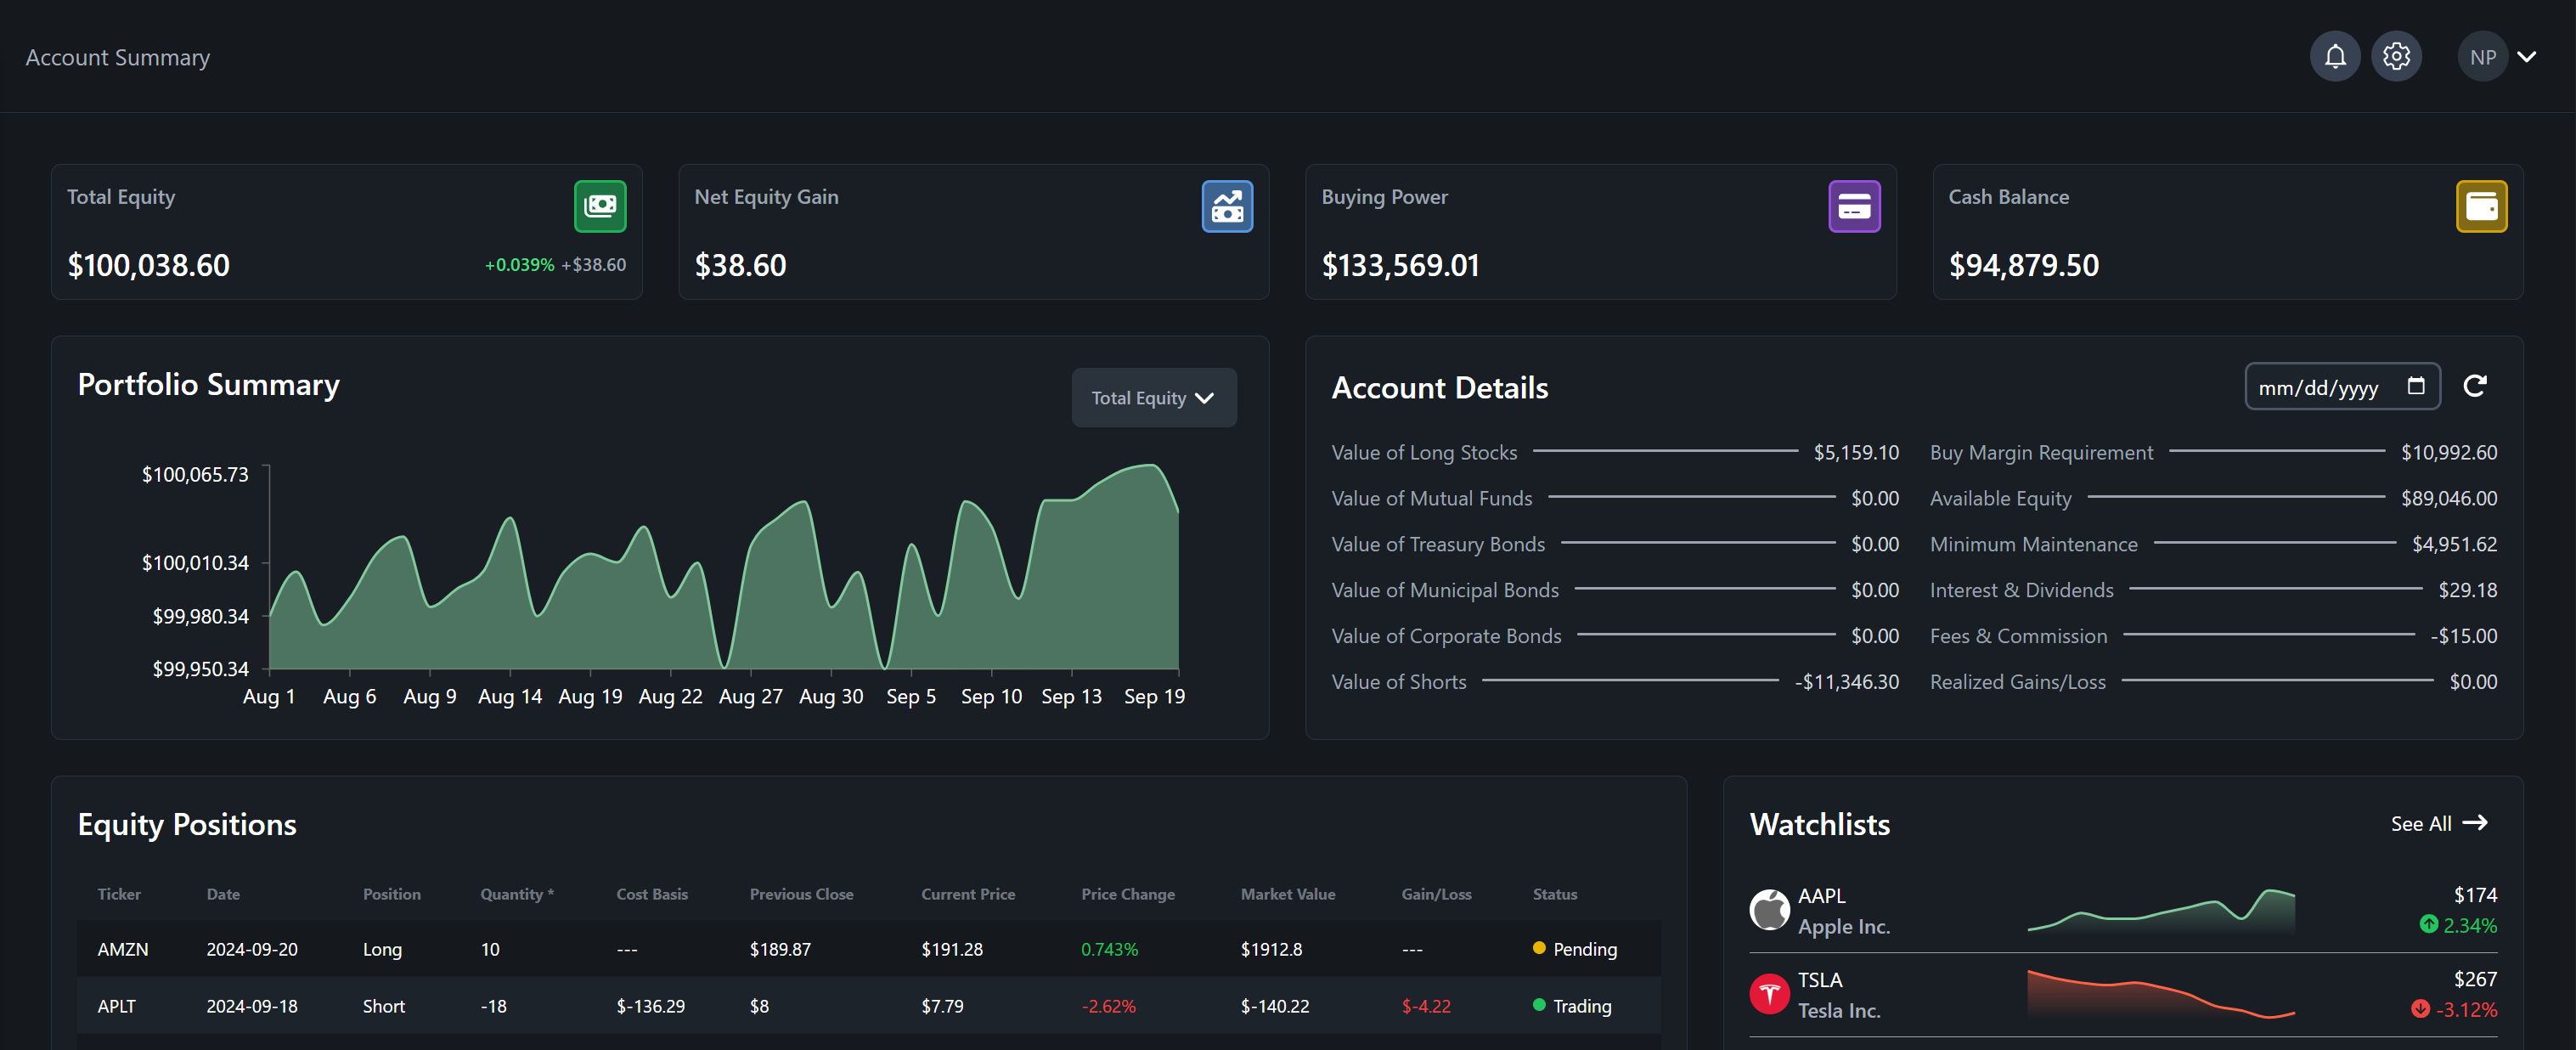 Account Summary
NP
Total Equity
$100,038.60 +0.039% +$38.60
Net Equity Gain
$38.60
Buying Power
$133,569.01
Cash Balance
$94,879.50
Portfolio Summary
Total Equity
$100,065.73
$100,010.34
$99,980.34
$99,950.34
Aug 1 Aug 6 Aug 9 Aug 14 Aug 19 Aug 22 Aug 27 Aug 30 Sep 5 Sep 10 Sep 13 Sep 19
Account Details
mm/dd/yyyy
Value of Long Stocks $5,159.10
Value of Mutual Funds $0.00
Value of Treasury Bonds $0.00
Value of Municipal Bonds $0.00
Value of Corporate Bonds $0.00
Value of Shorts -$11,346.30
Buy Margin Requirement $10,992.60
Available Equity $89,046.00
Minimum Maintenance $4,951.62
Interest & Dividends $29.18
Fees & Commission -$15.00
Realized Gains/Loss $0.00
Equity Positions
Ticker Date Position Quantity * Cost Basis Previous Close Current Price Price Change Market Value Gain/Loss Status
AMZN 2024-09-20 Long 10 --- $189.87 $191.28 0.743% $1912.8 --- Pending
APLT 2024-09-18 Short -18 $-136.29 $8 $7.79 -2.62% $-140.22 $-4.22 Trading
Watchlists
See All
AAPL $174
Apple Inc. 2.34%
TSLA $267
Tesla Inc. -3.12%